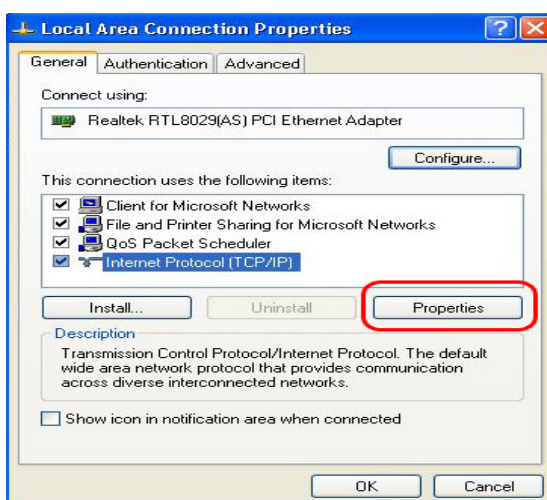 Local Area Connection Properties
General Authentication Advanced
Connect using:
Realtek RTL8029(AS) PCI Ethernet Adapter
Configure...
This connection uses the following items:
Client for Microsoft Networks
File and Printer Sharing for Microsoft Networks
QoS Packet Scheduler
Internet Protocol (TCP/IP)
Install... Uninstall Properties
Description
Transmission Control Protocol/Internet Protocol. The default
wide area network protocol that provides communication
across diverse interconnected networks.
Show icon in notification area when connected
OK Cancel